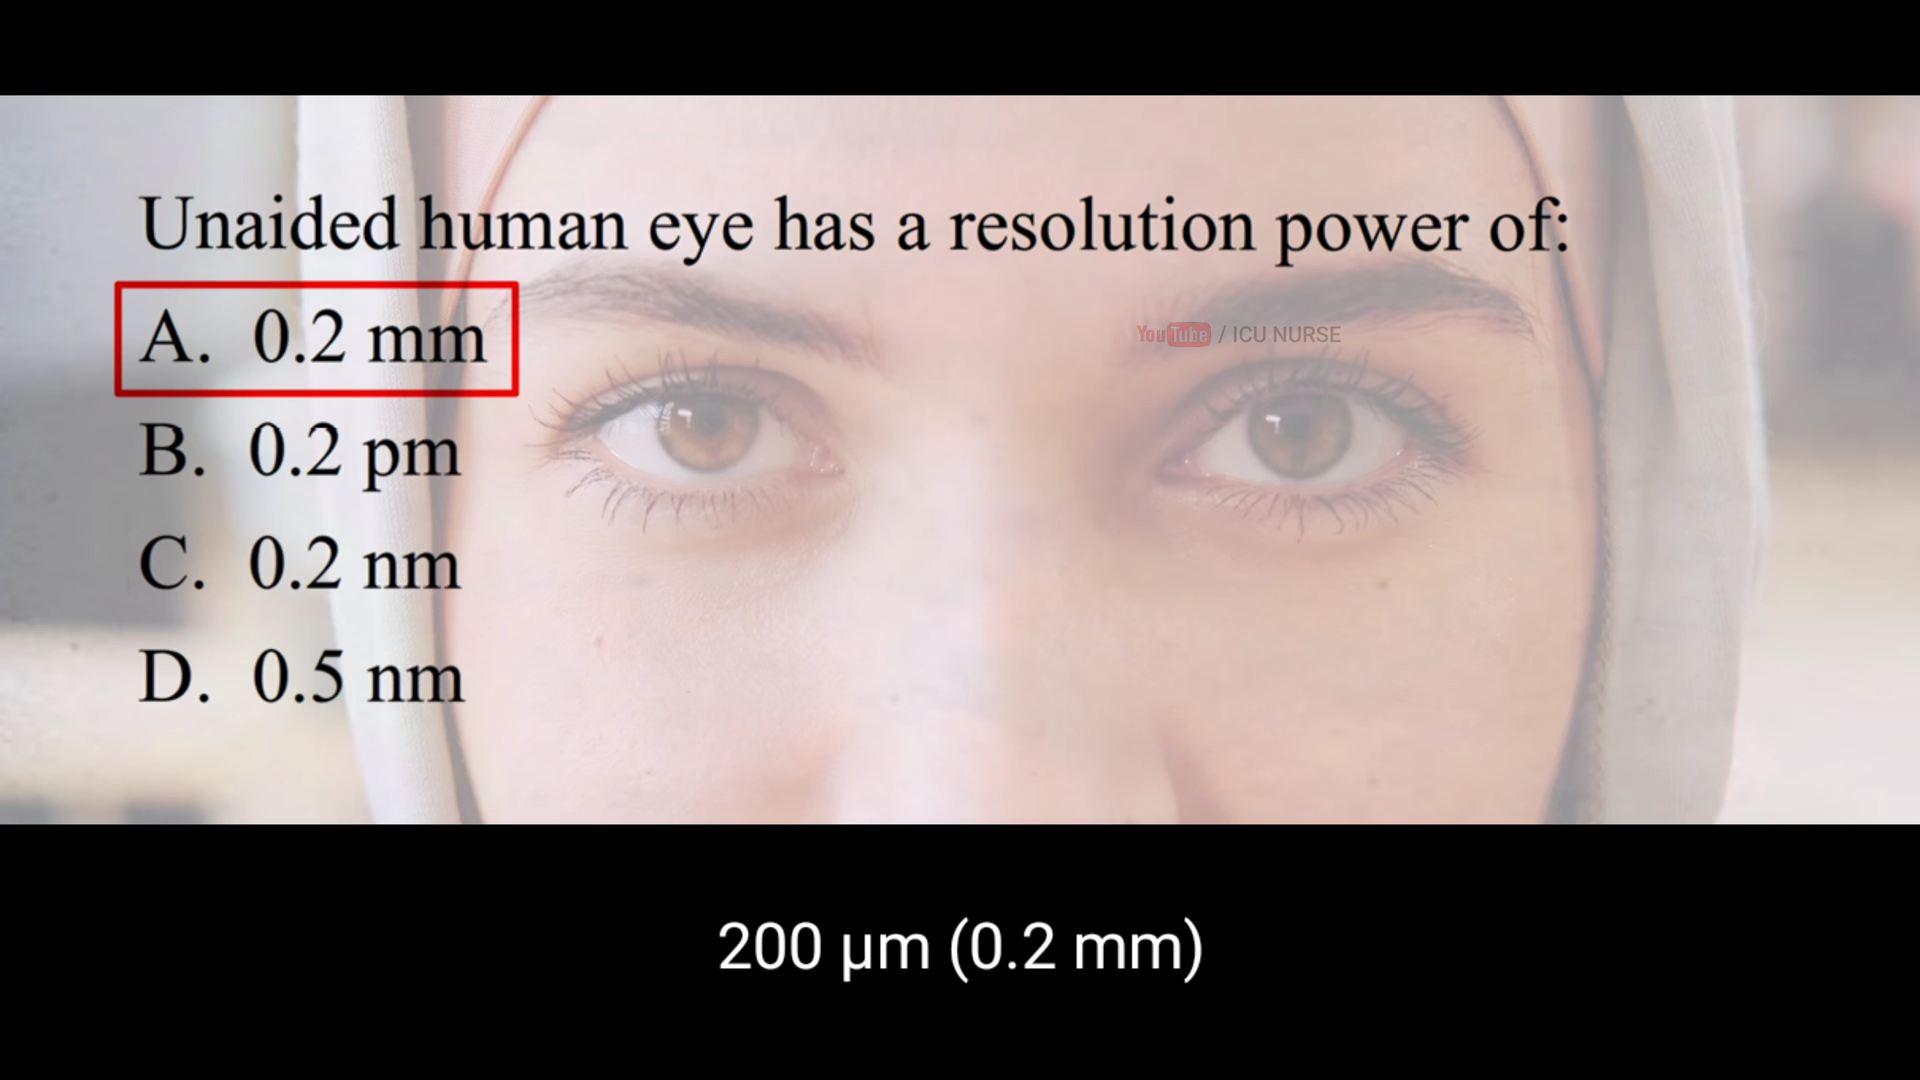 Unaided human eye has a resolution power of:
A. 0.2 mm
YouTube / ICU NURSE
B. 0.2 pm
C. 0.2 nm
D. 0.5 nm
200 µm (0.2 mm)